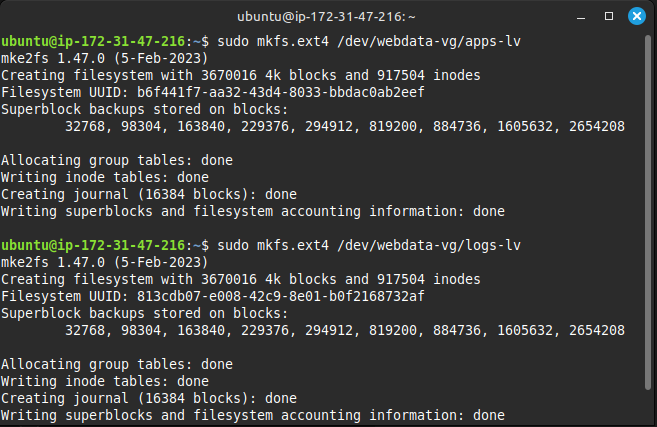 ubuntu@ip-172-31-47-216: ~
ubuntu@ip-172-31-47-216:~$ sudo mkfs.ext4 /dev/webdata-vg/apps-lv
mke2fs 1.47.0 (5-Feb-2023)
Creating filesystem with 3670016 4k blocks and 917504 inodes
Filesystem UUID: b6f441f7-aa32-43d4-8033-bbdac0ab2eef
Superblock backups stored on blocks:
        32768, 98304, 163840, 229376, 294912, 819200, 884736, 1605632, 2654208
Allocating group tables: done
Writing inode tables: done
Creating journal (16384 blocks): done
Writing superblocks and filesystem accounting information: done
ubuntu@ip-172-31-47-216:~$ sudo mkfs.ext4 /dev/webdata-vg/logs-lv
mke2fs 1.47.0 (5-Feb-2023)
Creating filesystem with 3670016 4k blocks and 917504 inodes
Filesystem UUID: 813cdb07-e008-42c9-8e01-b0f2168732af
Superblock backups stored on blocks:
        32768, 98304, 163840, 229376, 294912, 819200, 884736, 1605632, 2654208
Allocating group tables: done
Writing inode tables: done
Creating journal (16384 blocks): done
Writing superblocks and filesystem accounting information: done